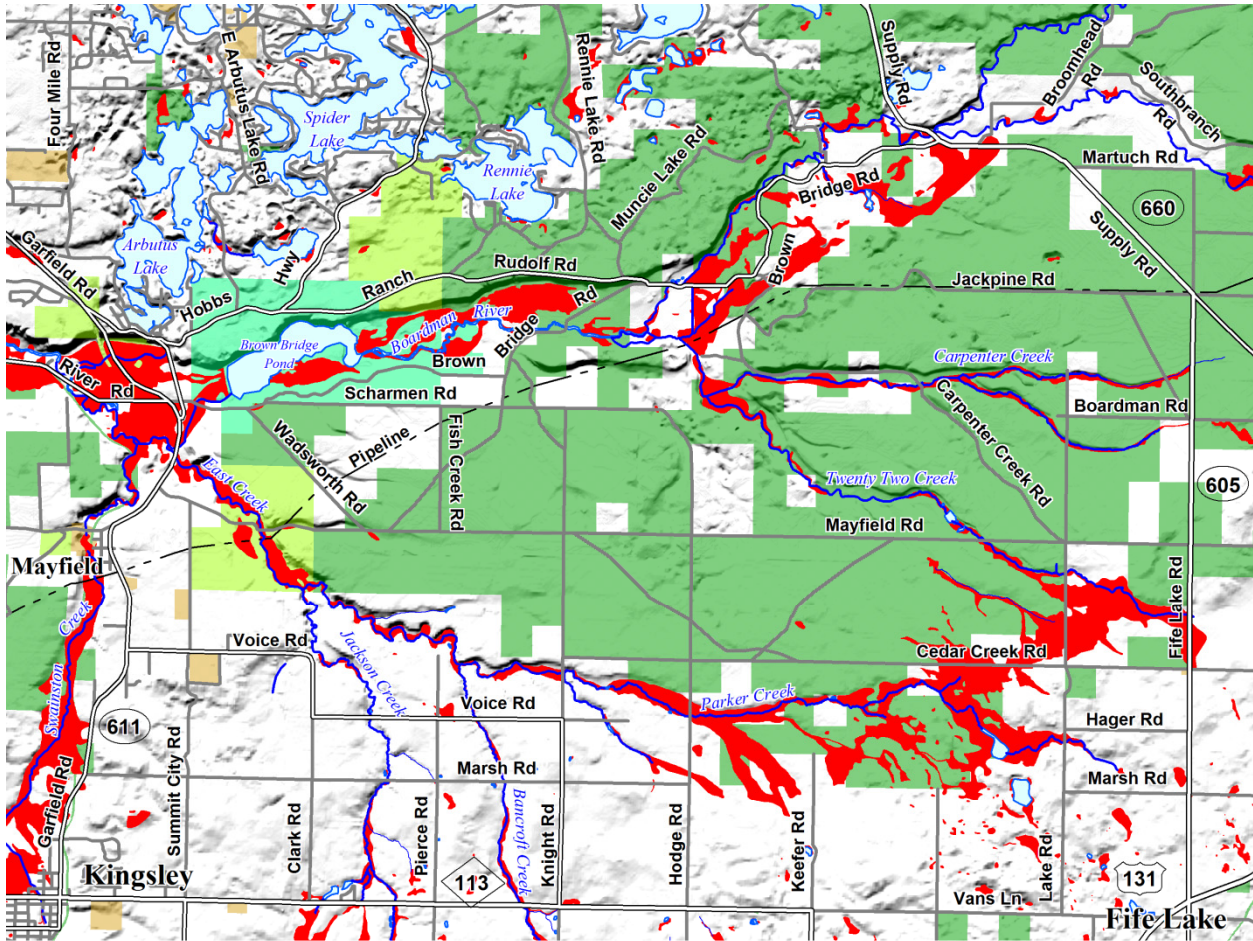 Four Mile Rd
E Arbutus Lake Rd
Spider
Lake
Rennie
Lake
Rennie Lake Rd
Muncie Lake Rd
Supply Rd
Broomhead
Rd
Southbranch
Rd
Martuch Rd
660
Supply Rd
Bridge Rd
Brown
Jackpine Rd
Arbutus
Lake
Garfield Rd
Hobbs
Hwy
Ranch
Rudolf Rd
Boardman River
Brown Bridge
Pond
Brown
Bridge
Rd
River
Rd
Scharmen Rd
Carpenter Creek
Boardman Rd
Carpenter Creek Rd
Wadsworth Rd
Pipeline
Fish Creek Rd
East Creek
Twenty Two Creek
605
Mayfield Rd
Mayfield
Swainston
Creek
Voice Rd
Jackson Creek
Cedar Creek Rd
Fife Lake Rd
Parker Creek
Voice Rd
Hager Rd
611
Garfield Rd
Summit City Rd
Marsh Rd
Marsh Rd
Clark Rd
Pierce Rd
Bancroft Creek
Knight Rd
Hodge Rd
Keefer Rd
Lake Rd
Kingsley
113
131
Vans Ln
Fife Lake